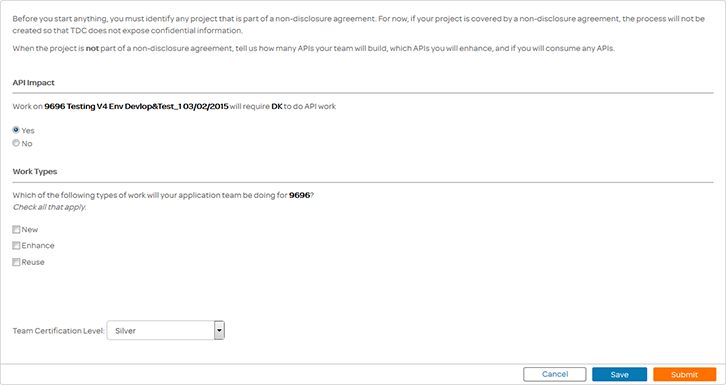 Before you start anything, you must identify any project that is part of a non-disclosure agreement. For now, if your project is covered by a non-disclosure agreement, the process will not be
created so that TDC does not expose confidential information.
When the project is not part of a non-disclosure agreement, tell us how many APIs your team will build, which APIs you will enhance, and if you will consume any APIs.
API Impact
Work on 9696 Testing V4 Env Devlop&Test_1 03/02/2015 will require DK to do API work
Yes
No
Work Types
Which of the following types of work will your application team be doing for 9696?
Check all that apply.
New
Enhance
Reuse
Team Certification Level: Silver
Cancel Save Submit